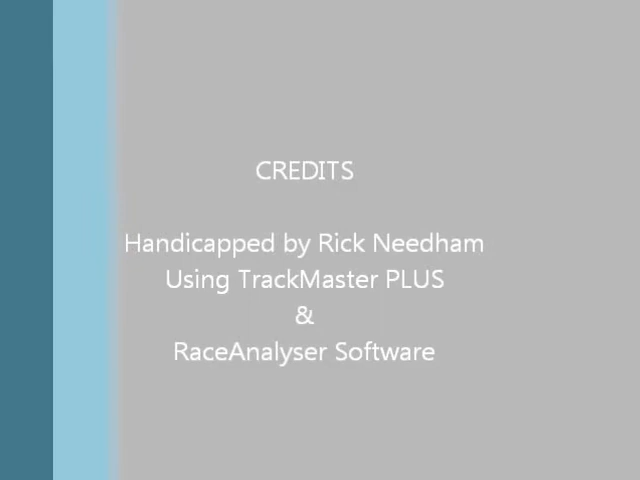 CREDITS
Handicapped by Rick Needham
Using TrackMaster PLUS
&
RaceAnalyser Software